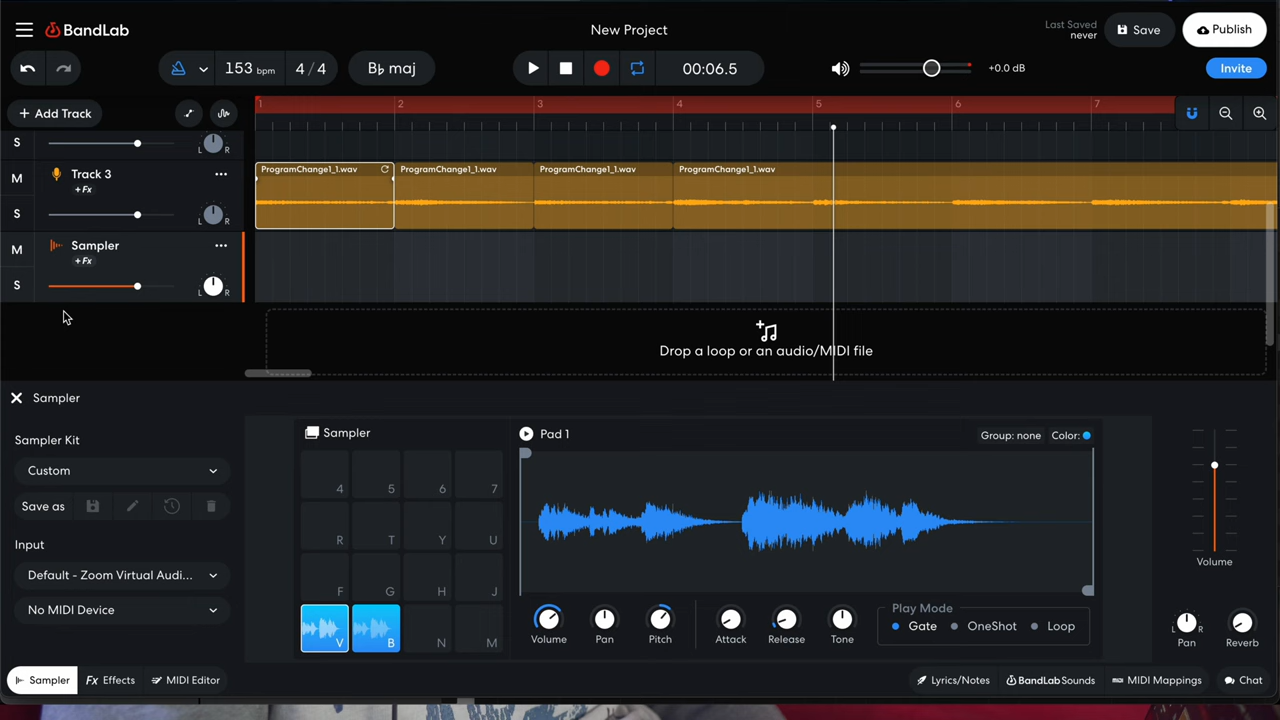 BandLab
New Project
Last Saved
never
Save
Publish
153 bpm
4/4
B♭ maj
00:06.5
+0.0 dB
Invite
+ Add Track
1 2 3 4 5 6 7
S
L R
M
Track 3
+Fx
S
L R
ProgramChange1_1.wav
ProgramChange1_1.wav
ProgramChange1_1.wav
ProgramChange1_1.wav
M
Sampler
+Fx
S
L R
Drop a loop or an audio/MIDI file
Sampler
Sampler Kit
Custom
Save as
Input
Default - Zoom Virtual Audi...
No MIDI Device
Sampler
4 5 6 7
R T Y U
F G H J
V B N M
Pad 1
Group: none
Color:
Volume
Pan
Pitch
Attack
Release
Tone
Play Mode
Gate
OneShot
Loop
Volume
L R
Pan
Reverb
Sampler
Fx Effects
MIDI Editor
Lyrics/Notes
BandLab Sounds
MIDI Mappings
Chat